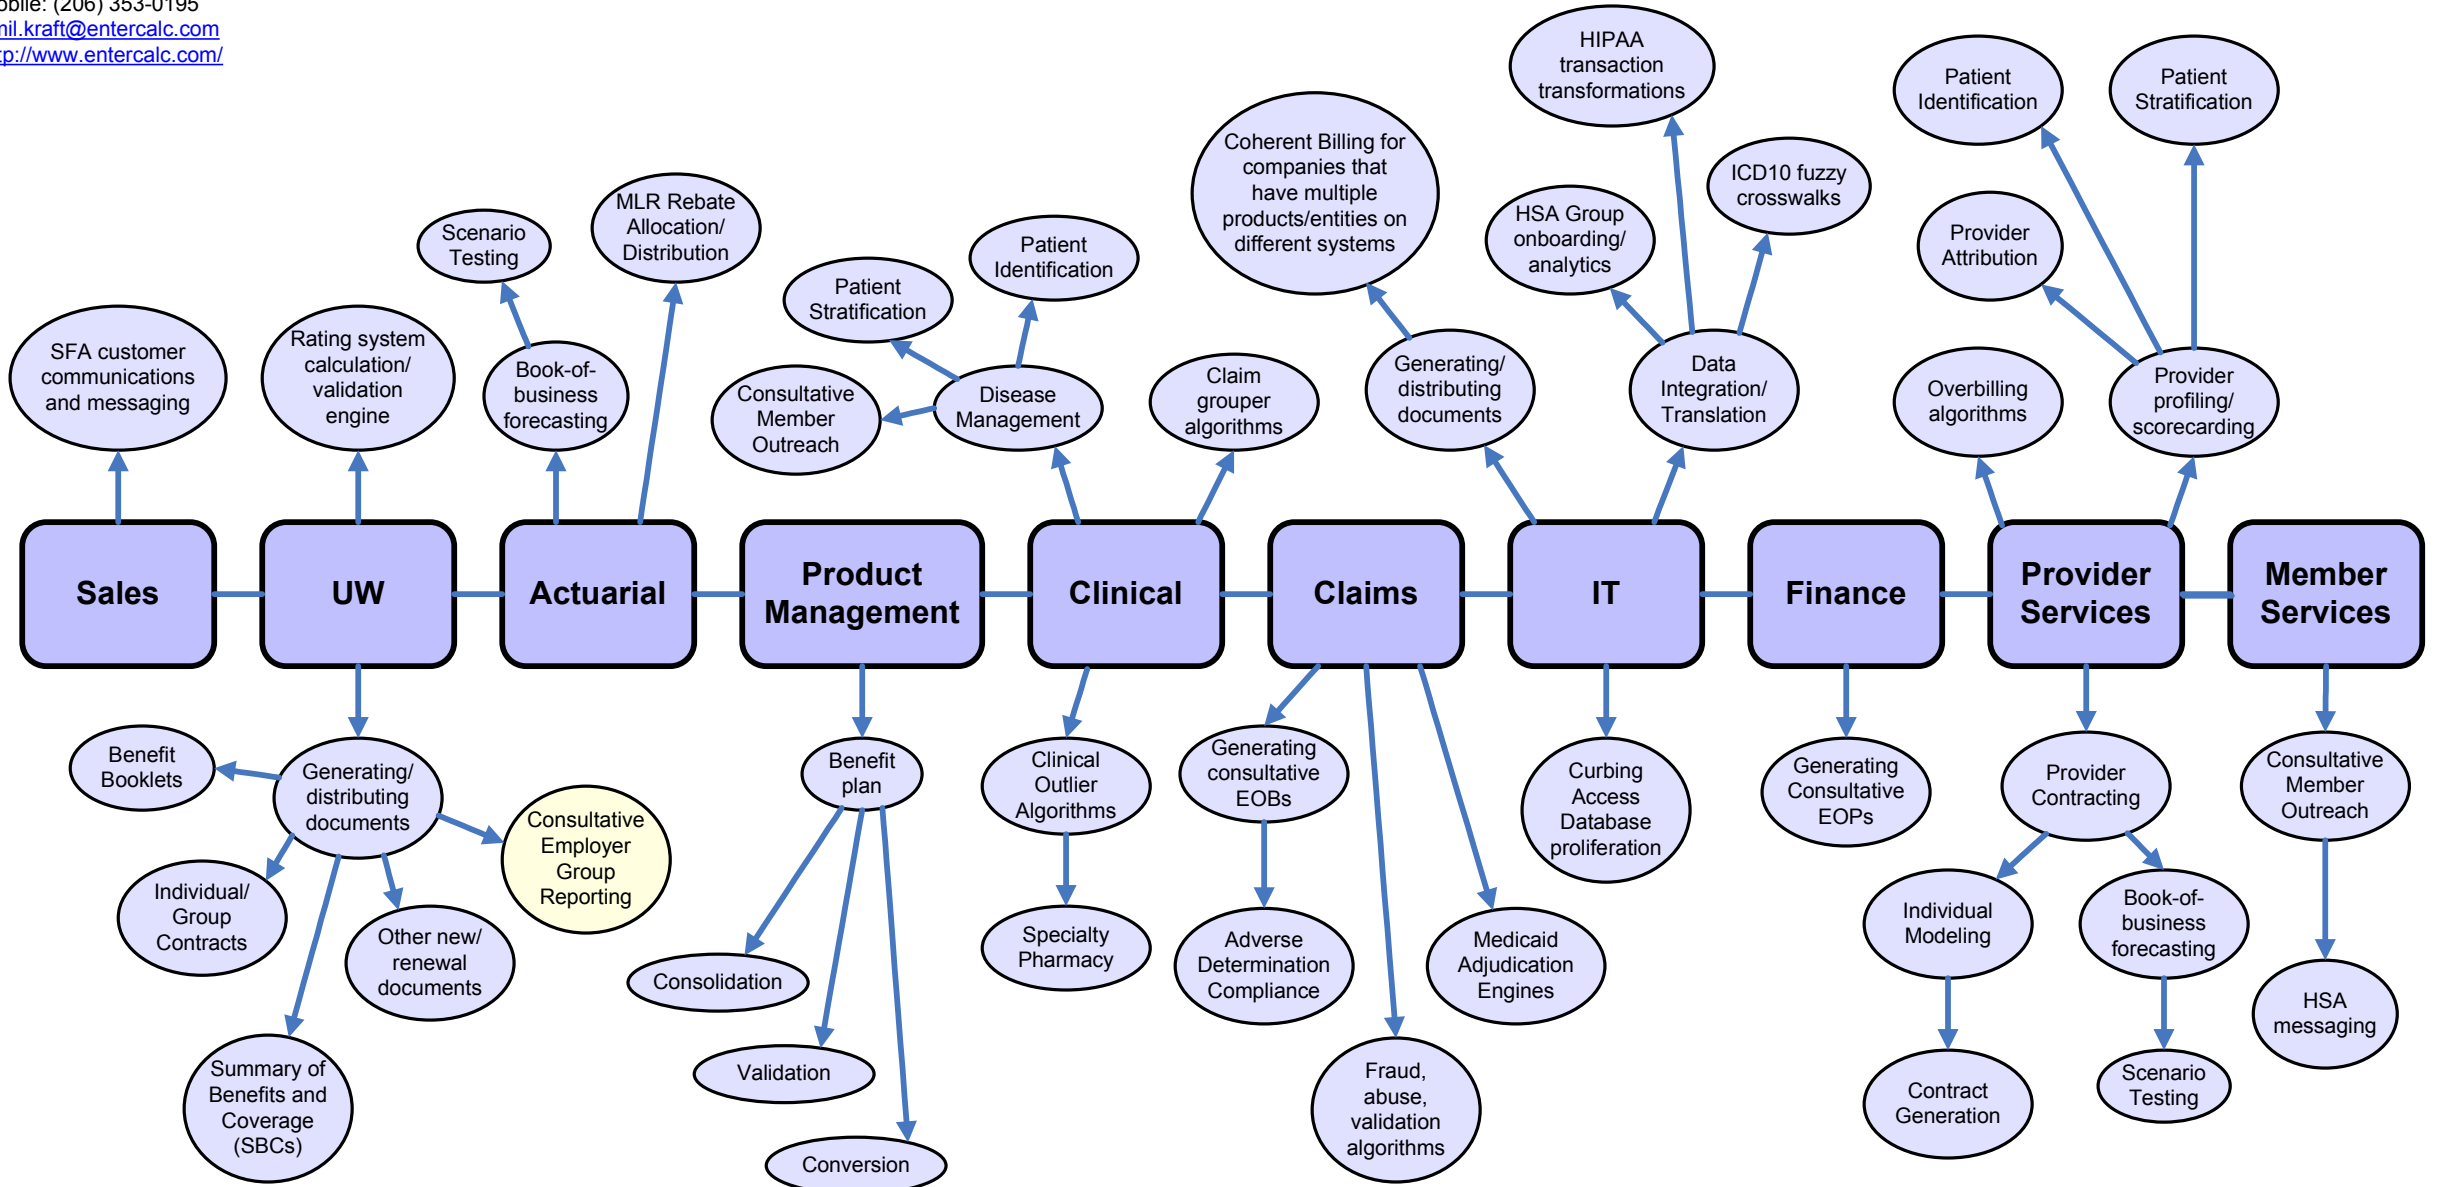 obile: (206) 353-0195
mil.kraft@entercalc.com
tp://www.entercalc.com/
HIPAA
transaction
transformations
Patient
Identification
Patient
Stratification
Coherent Billing for
companies that
have multiple
products/entities on
different systems
ICD10 fuzzy
crosswalks
HSA Group
onboarding/
analytics
MLR Rebate
Allocation/
Distribution
Scenario
Testing
Patient
Identification
Provider
Attribution
Patient
Stratification
SFA customer
communications
and messaging
Rating system
calculation/
validation
engine
Book-of-
business
forecasting
Consultative
Member
Outreach
Disease
Management
Claim
grouper
algorithms
Generating/
distributing
documents
Data
Integration/
Translation
Overbilling
algorithms
Provider
profiling/
scorecarding
Sales
UW
Actuarial
Product
Management
Clinical
Claims
IT
Finance
Provider
Services
Member
Services
Benefit
Booklets
Generating/
distributing
documents
Consultative
Employer
Group
Reporting
Individual/
Group
Contracts
Other new/
renewal
documents
Summary of
Benefits and
Coverage
(SBCs)
Benefit
plan
Consolidation
Validation
Conversion
Clinical
Outlier
Algorithms
Specialty
Pharmacy
Generating
consultative
EOBs
Adverse
Determination
Compliance
Fraud,
abuse,
validation
algorithms
Medicaid
Adjudication
Engines
Curbing
Access
Database
proliferation
Generating
Consultative
EOPs
Provider
Contracting
Individual
Modeling
Book-of-
business
forecasting
Contract
Generation
Scenario
Testing
Consultative
Member
Outreach
HSA
messaging